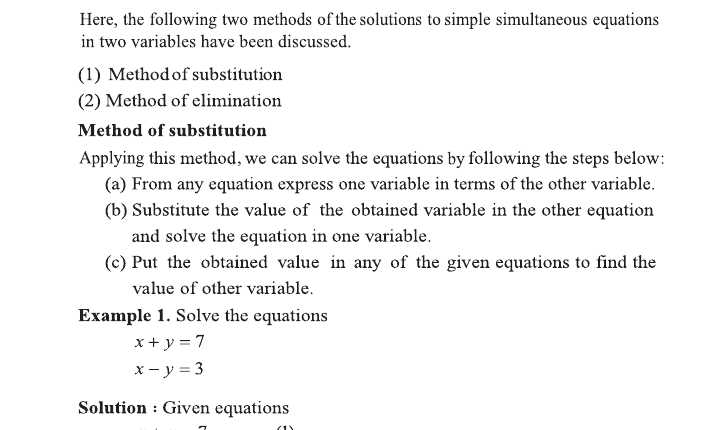 Here, the following two methods of the solutions to simple simultaneous equations
in two variables have been discussed.
(1) Method of substitution
(2) Method of elimination
Method of substitution
Applying this method, we can solve the equations by following the steps below:
(a) From any equation express one variable in terms of the other variable.
(b) Substitute the value of the obtained variable in the other equation
and solve the equation in one variable.
(c) Put the obtained value in any of the given equations to find the
value of other variable.
Example 1. Solve the equations
x + y = 7
x − y = 3
Solution : Given equations